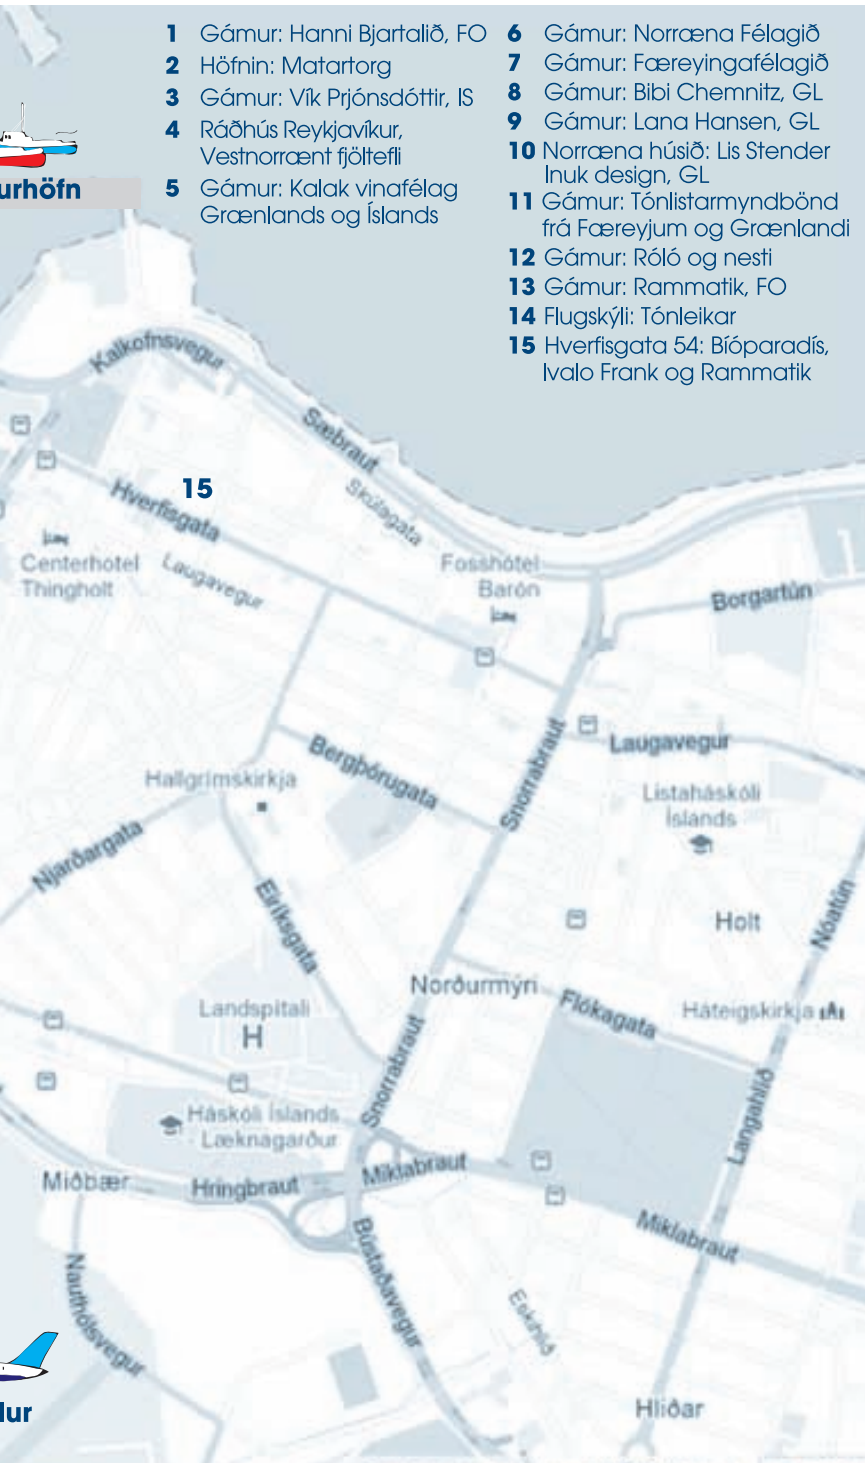 1 Gámur: Hanni Bjartalið, FO
2 Höfnin: Matartorg
3 Gámur: Vík Prjónsdóttir, IS
4 Ráðhús Reykjavíkur,
Vestnorrænt fjöltefli
5 Gámur: Kalak vinafélag
Grænlands og Íslands
6 Gámur: Norræna Félagið
7 Gámur: Færeyingafélagið
8 Gámur: Bibi Chemnitz, GL
9 Gámur: Lana Hansen, GL
10 Norræna húsið: Lis Stender
Inuk design, GL
11 Gámur: Tónlistarmyndbönd
frá Færeyjum og Grænlandi
12 Gámur: Róló og nesti
13 Gámur: Rammatik, FO
14 Flugskýli: Tónleikar
15 Hverfisgata 54: Bíóparadís,
Ivalo Frank og Rammatik
urhöfn
Kalkofnsvegur
Sæbraut
15
Hverfisgata
Skúlagata
Centerhotel
Thingholt
Laugavegur
Fosshótel
Barón
Borgartún
Snorrabraut
Laugavegur
Bergþórugata
Hallgrímskirkja
Listaháskóli
Íslands
Njarðargata
Eiríksgata
Nóatún
Holt
Norðurmýri
Flókagata
Háteigskirkja
Landspítali
H
Snorrabraut
Langahlíð
Háskóli Íslands
Læknagarður
Miðbær
Hringbraut
Miklabraut
Miklabraut
Bústaðavegur
Nauthólsvegur
Eskihlíð
lur
Hlíðar